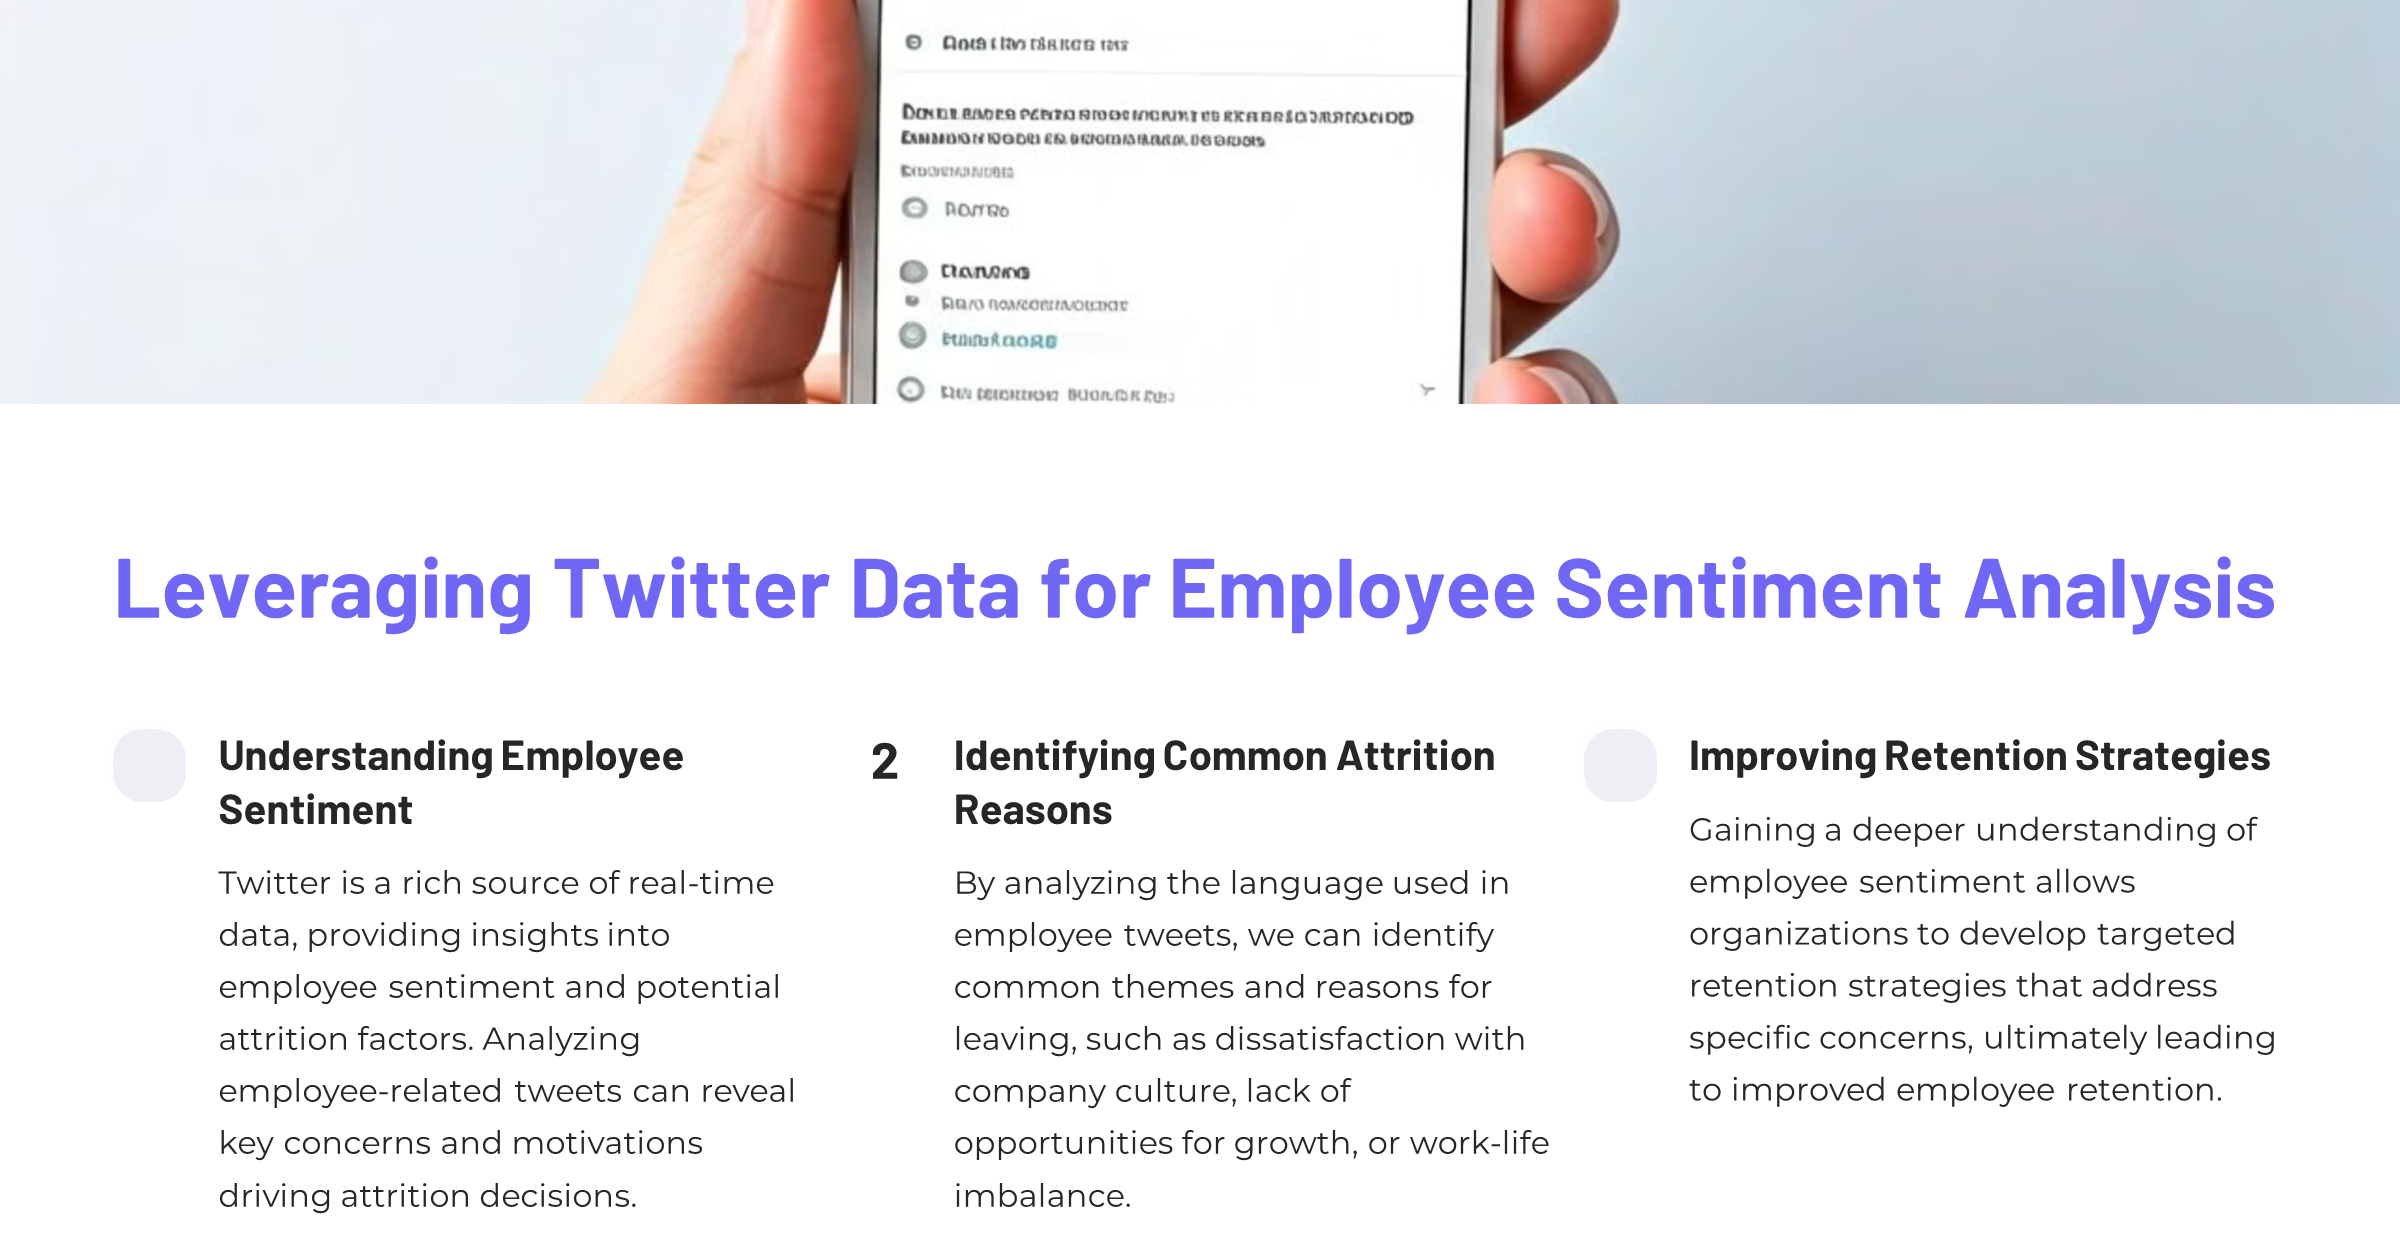 Leveraging Twitter Data for Employee Sentiment Analysis
Understanding Employee
Sentiment
Twitter is a rich source of real-time
data, providing insights into
employee sentiment and potential
attrition factors. Analyzing
employee-related tweets can reveal
key concerns and motivations
driving attrition decisions.
2
Identifying Common Attrition
Reasons
By analyzing the language used in
employee tweets, we can identify
common themes and reasons for
leaving, such as dissatisfaction with
company culture, lack of
opportunities for growth, or work-life
imbalance.
Improving Retention Strategies
Gaining a deeper understanding of
employee sentiment allows
organizations to develop targeted
retention strategies that address
specific concerns, ultimately leading
to improved employee retention.